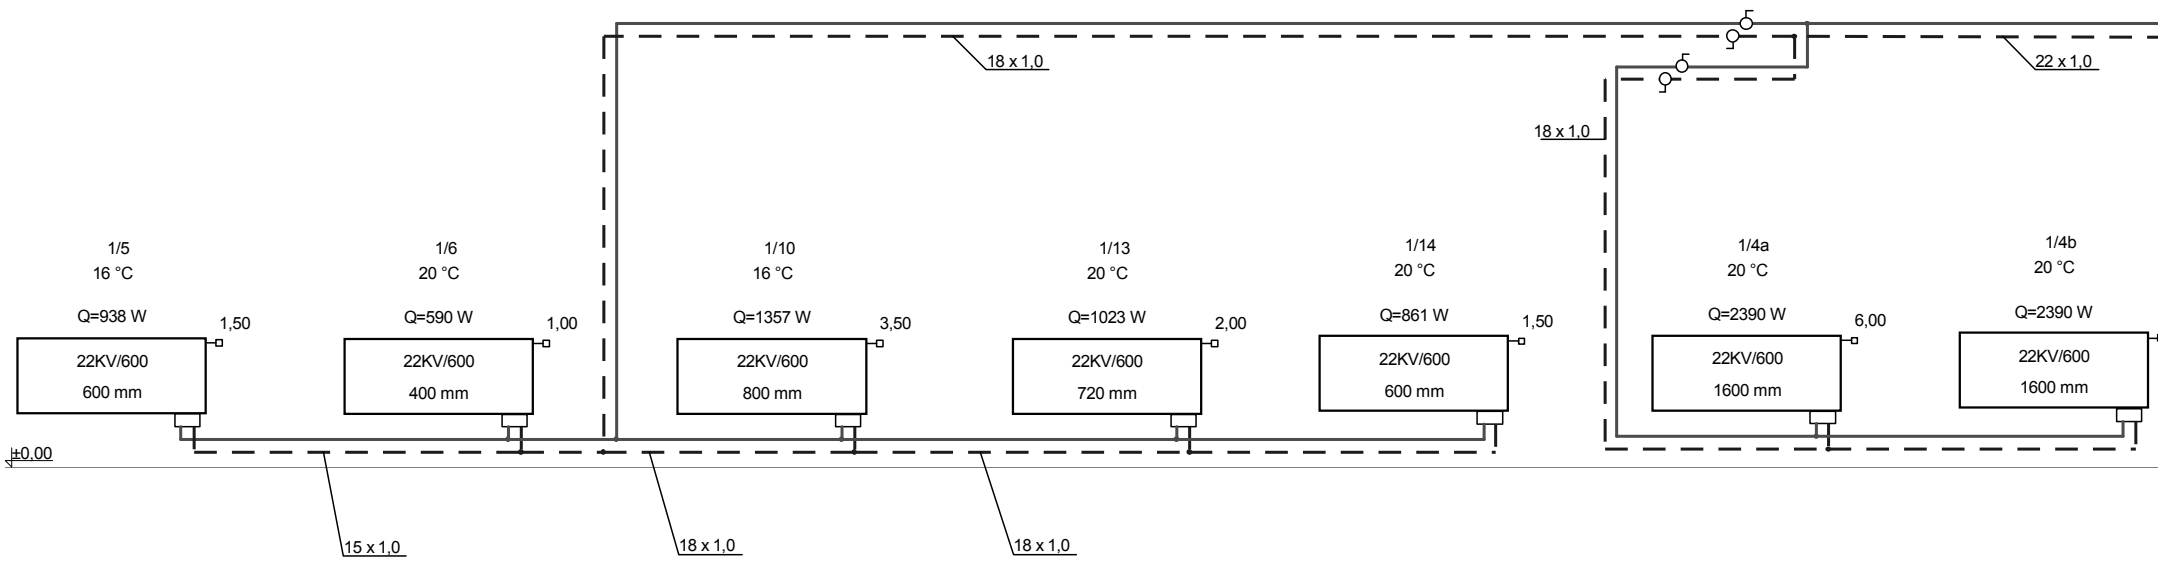 18 x 1,0
22 x 1,0
18 x 1,0
1/5
16 °C
Q=938 W
1,50
22KV/600
600 mm
1/6
20 °C
Q=590 W
1,00
22KV/600
400 mm
1/10
16 °C
Q=1357 W
3,50
22KV/600
800 mm
1/13
20 °C
Q=1023 W
2,00
22KV/600
720 mm
1/14
20 °C
Q=861 W
1,50
22KV/600
600 mm
1/4a
20 °C
Q=2390 W
6,00
22KV/600
1600 mm
1/4b
20 °C
Q=2390 W
22KV/600
1600 mm
±0,00
15 x 1,0
18 x 1,0
18 x 1,0